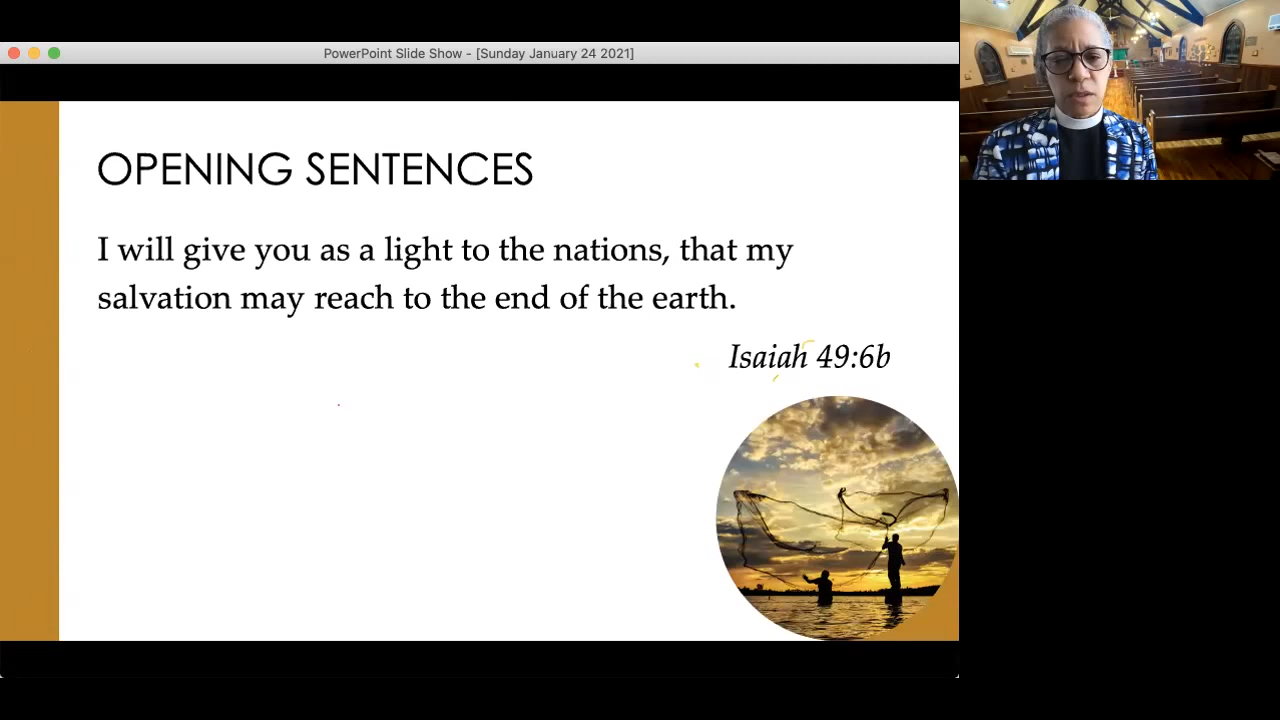 PowerPoint Slide Show - [Sunday January 24 2021]
OPENING SENTENCES
I will give you as a light to the nations, that my
salvation may reach to the end of the earth.
Isaiah 49:6b